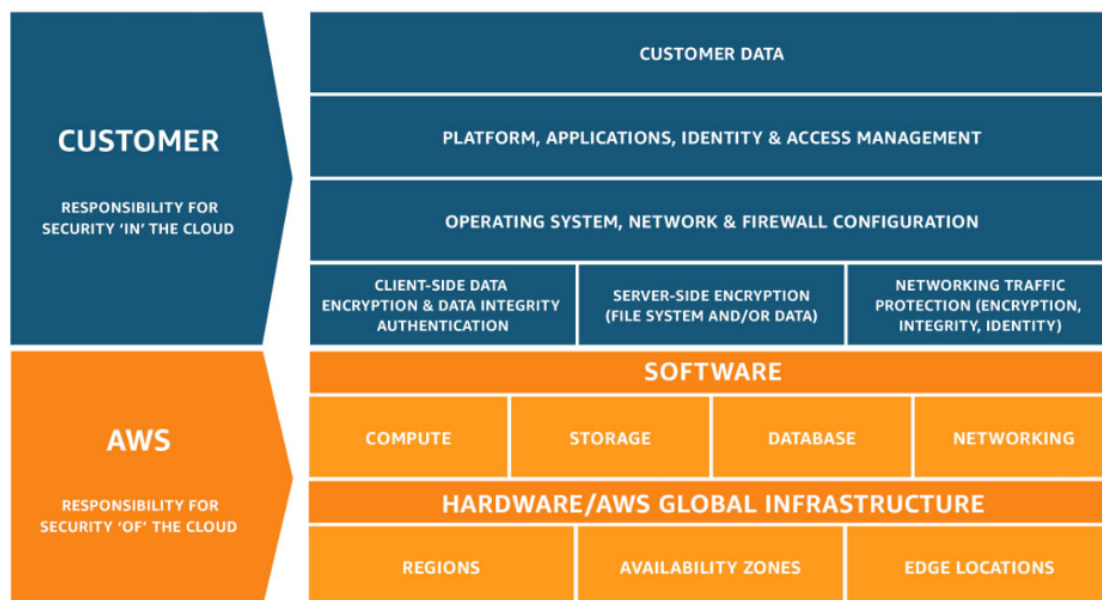 CUSTOMER
RESPONSIBILITY FOR
SECURITY ‘IN’ THE CLOUD
CUSTOMER DATA
PLATFORM, APPLICATIONS, IDENTITY & ACCESS MANAGEMENT
OPERATING SYSTEM, NETWORK & FIREWALL CONFIGURATION
CLIENT-SIDE DATA
ENCRYPTION & DATA INTEGRITY
AUTHENTICATION
SERVER-SIDE ENCRYPTION
(FILE SYSTEM AND/OR DATA)
NETWORKING TRAFFIC
PROTECTION (ENCRYPTION,
INTEGRITY, IDENTITY)
AWS
RESPONSIBILITY FOR
SECURITY ‘OF’ THE CLOUD
SOFTWARE
COMPUTE
STORAGE
DATABASE
NETWORKING
HARDWARE/AWS GLOBAL INFRASTRUCTURE
REGIONS
AVAILABILITY ZONES
EDGE LOCATIONS